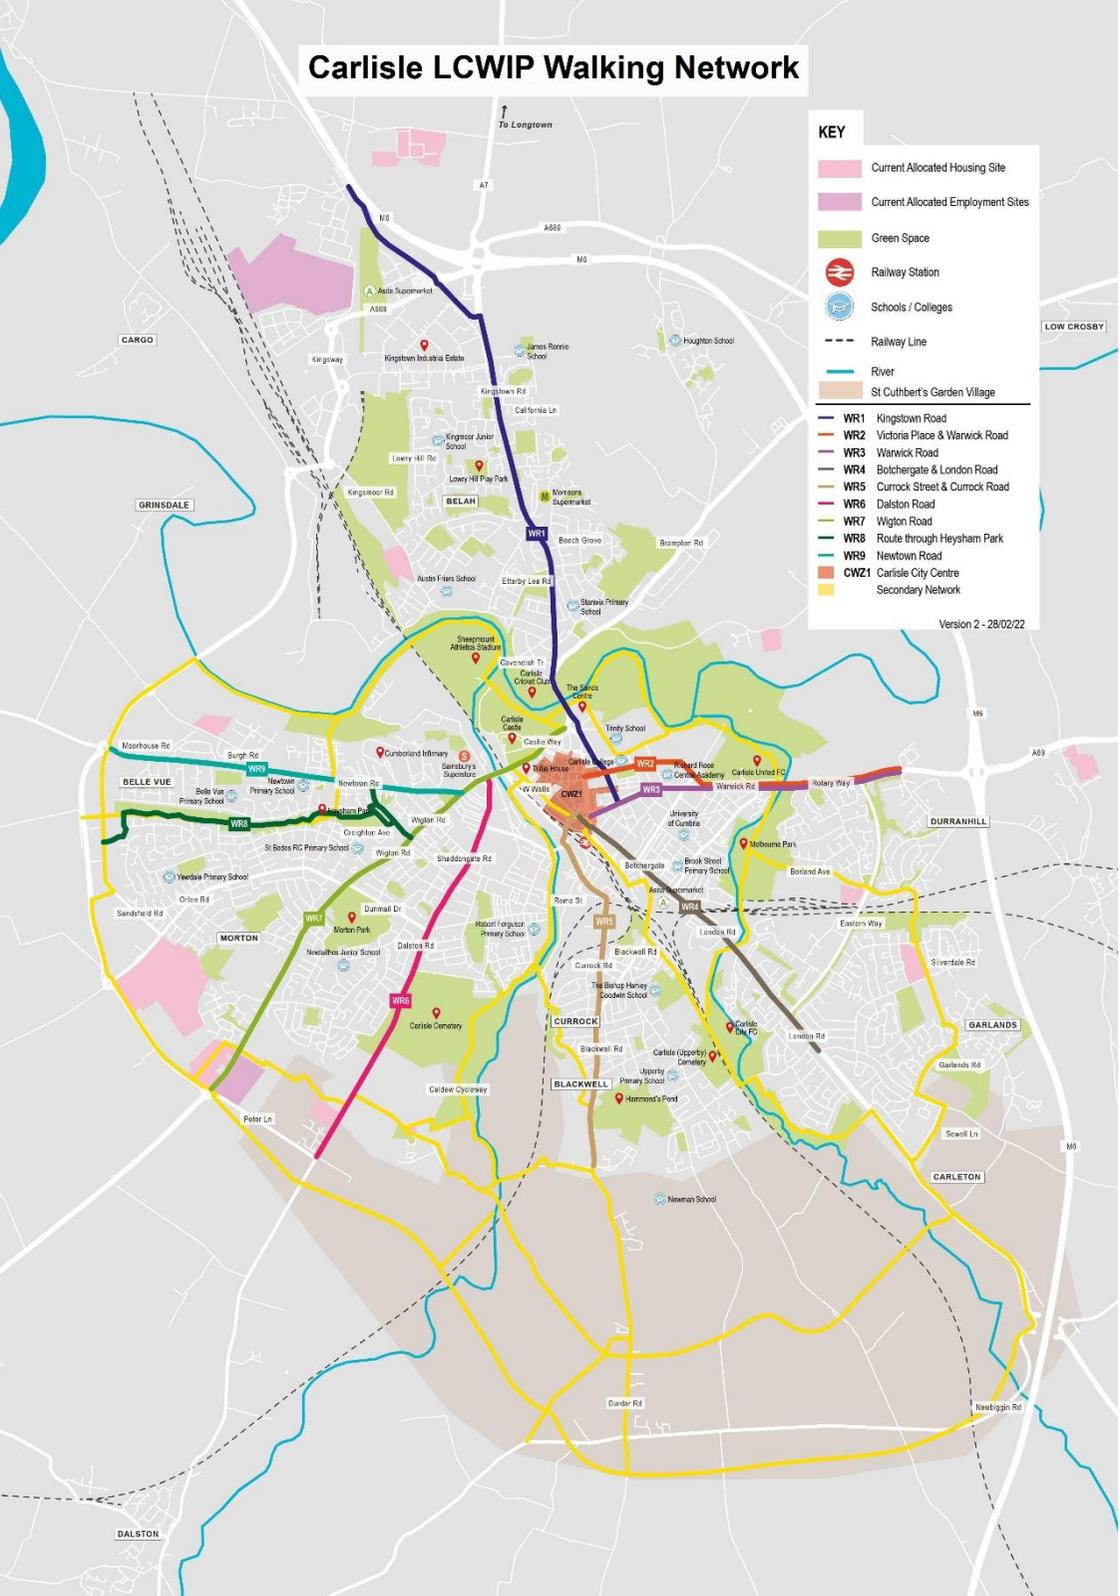 Carlisle LCWIP Walking Network
To Longtown
KEY
Current Allocated Housing Site
Current Allocated Employment Sites
Green Space
Railway Station
Schools / Colleges
Railway Line
River
St Cuthbert's Garden Village
WR1 Kingstown Road
WR2 Victoria Place & Warwick Road
WR3 Warwick Road
WR4 Botchergate & London Road
WR5 Currock Street & Currock Road
WR6 Dalston Road
WR7 Wigton Road
WR8 Route through Heysham Park
WR9 Newtown Road
CWZ1 Carlisle City Centre
Secondary Network
Version 2 - 28/02/22
A7
M6
A689
M6
A Asda Supermarket
A689
CARGO
LOW CROSBY
Kingsway
Kingstown Industrial Estate
James Rennie
School
Houghton School
Kingstown Rd
California Ln
Kingmoor Junior
School
Lowry Hill Rd
Lowry Hill Play Park
Kingsmoor Rd
BELAH
M Morrisons
Supermarket
GRINSDALE
WR1
Beech Grove
Brampton Rd
Austin Friars School
Etterby Lea Rd
Stanwix Primary
School
Sheepmount
Athletics Stadium
Cavendish Tr
Carlisle
Cricket Club
The Sands
Centre
Carlisle
Castle
Trinity School
M6
Castle Way
Moorhouse Rd
Burgh Rd
Cumberland Infirmary
S
Sainsbury's
Superstore
Tullie House
Carlisle College
WR2
Richard Rose
Central Academy
Carlisle United FC
A69
WR9
BELLE VUE
Newtown
Primary School
Newtown Rd
W Walls
CWZ1
WR3
Warwick Rd
Rotary Way
Belle Vue
Primary School
Heysham Park
WR8
Creighton Ave
Wigton Rd
University
of Cumbria
DURRANHILL
St Bedes RC Primary School
Wigton Rd
Shaddongate Rd
Melbourne Park
Botchergate
Brook Street
Primary School
Borland Ave
Yewdale Primary School
Orton Rd
Asda Supermarket
A
WR4
Sandsfield Rd
WR7
Dunmail Dr
Morton Park
Rome St
WR5
Robert Ferguson
Primary School
Eastern Way
London Rd
MORTON
Dalston Rd
Newlaithes Junior School
Blackwell Rd
Currock Rd
Silverdale Rd
The Bishop Harvey
Goodwin School
WR6
Carlisle Cemetery
CURROCK
Carlisle
City FC
GARLANDS
London Rd
Blackwell Rd
Carlisle (Upperby)
Cemetery
Garlands Rd
Upperby
Primary School
Caldew Cycleway
BLACKWELL
Hammond's Pond
Peter Ln
Sewell Ln
M6
CARLETON
Newman School
Durdar Rd
Newbiggin Rd
DALSTON